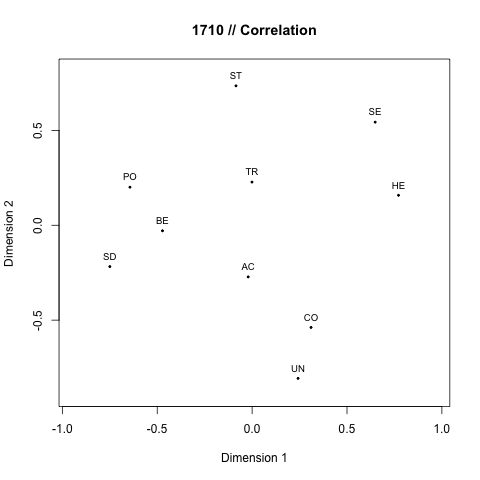 1710 // Correlation
ST
SE
PO
TR
HE
BE
SD
AC
CO
UN
0.5
0.0
-0.5
Dimension 2
-1.0 -0.5 0.0 0.5 1.0
Dimension 1